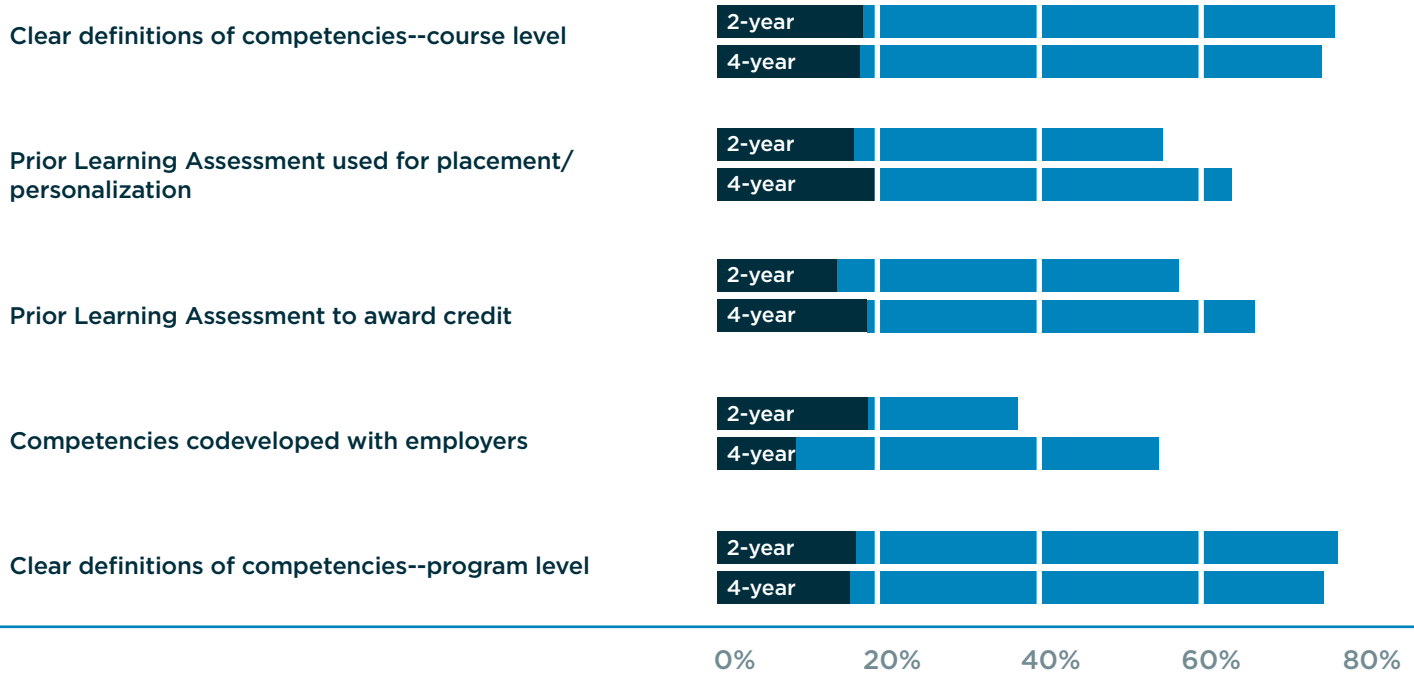 Clear definitions of competencies--course level
2-year
4-year
Prior Learning Assessment used for placement/
personalization
2-year
4-year
Prior Learning Assessment to award credit
2-year
4-year
Competencies codeveloped with employers
2-year
4-year
Clear definitions of competencies--program level
2-year
4-year
0% 20% 40% 60% 80%